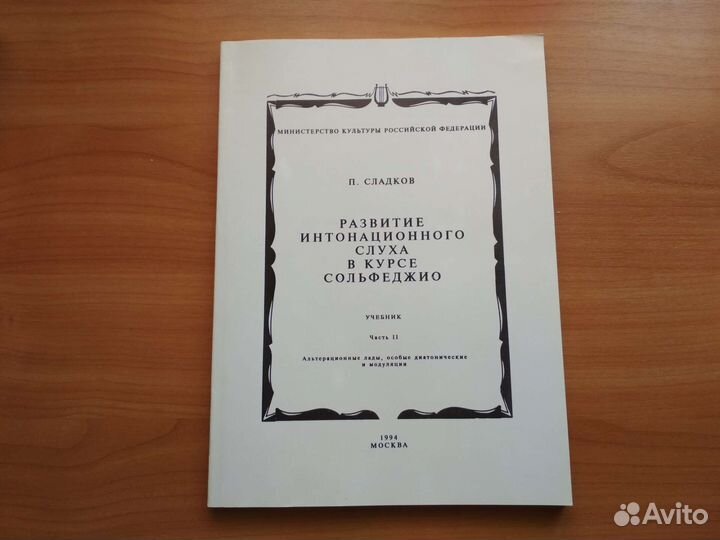 МИНИСТЕРСТВО КУЛЬТУРЫ РОССИЙСКОЙ ФЕДЕРАЦИИ
П. СЛАДКОВ
РАЗВИТИЕ
ИНТОНАЦИОННОГО
СЛУХА
В КУРСЕ
СОЛЬФЕДЖИО
УЧЕБНИК
Часть II
Альтерационные лады, особые диатонические
и модуляции
1994
МОСКВА
Avito